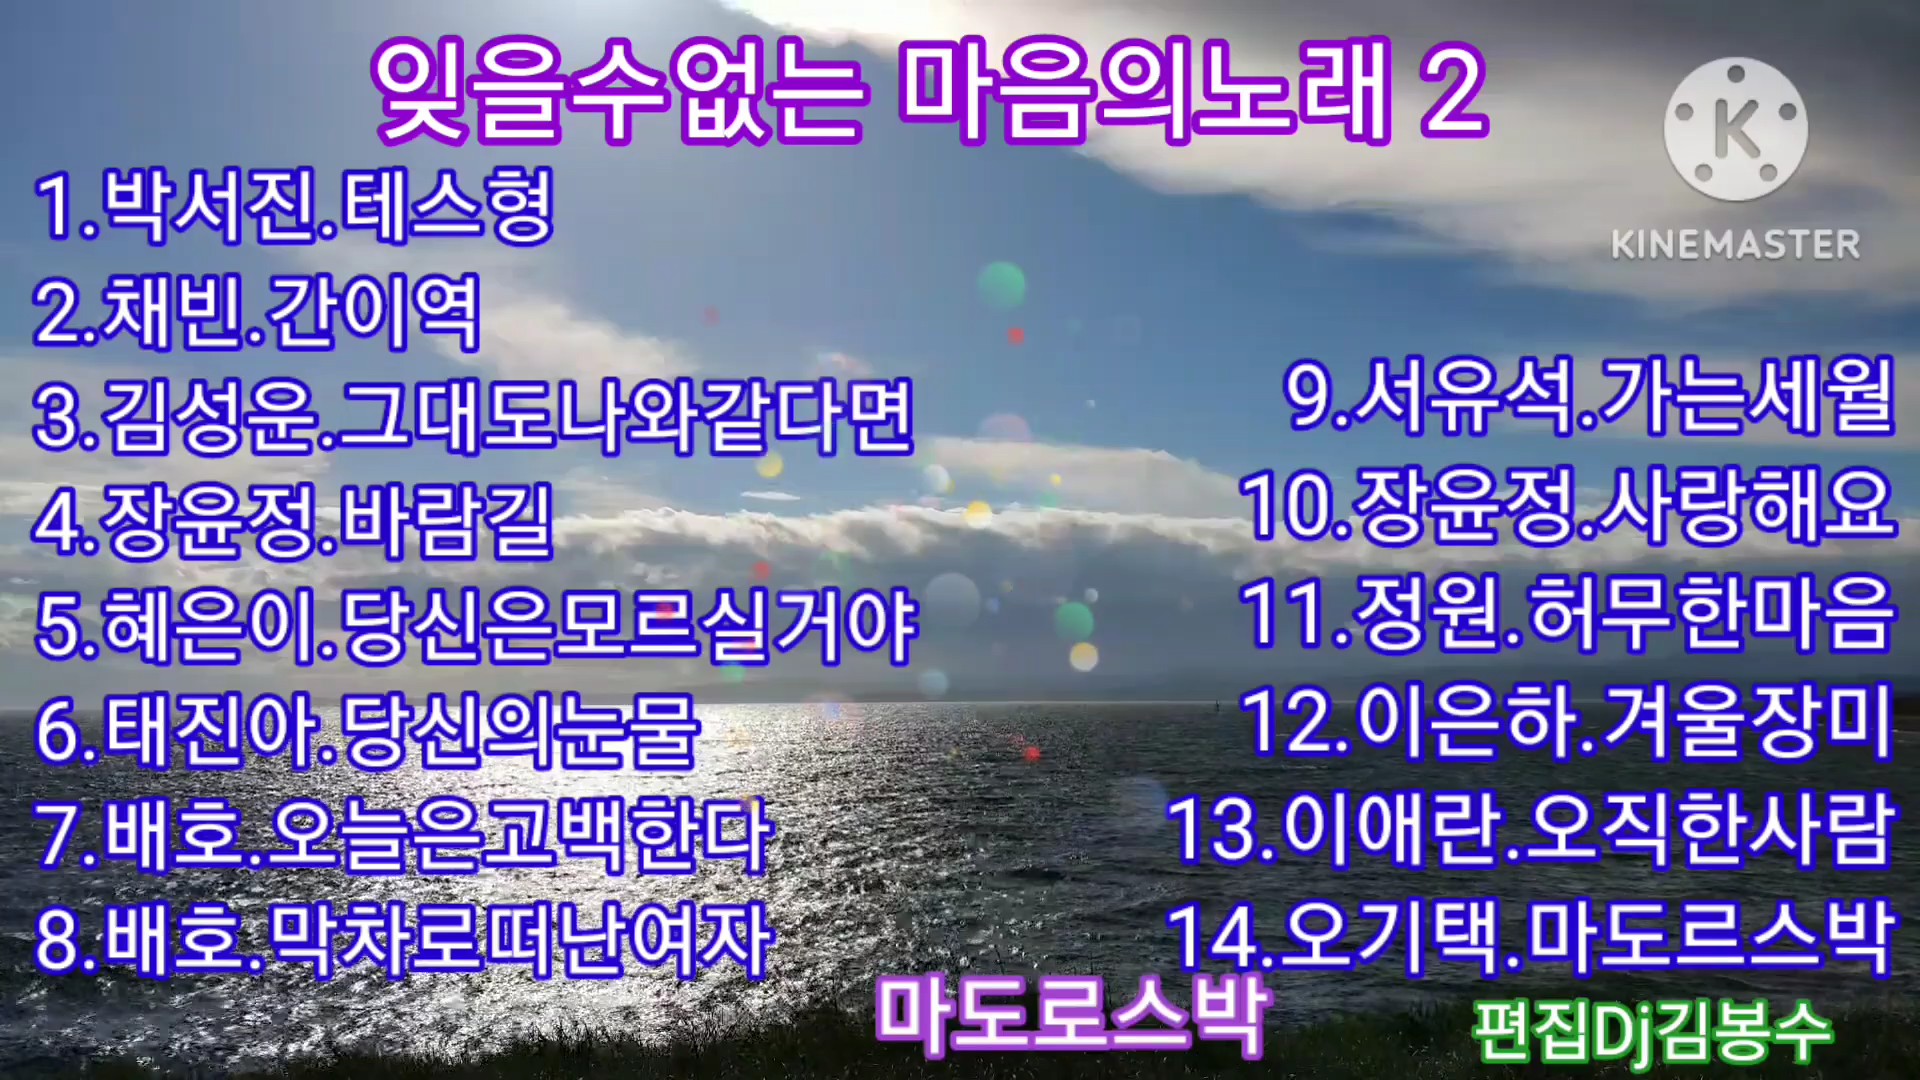 잊을수없는 마음의노래 2
K
KINEMASTER
1.박서진.테스형
2.채빈.간이역
3.김성운.그대도나와같다면
4.장윤정.바람길
5.혜은이.당신은모르실거야
6.태진아.당신의눈물
7.배호.오늘은고백한다
8.배호.막차로떠난여자
9.서유석.가는세월
10.장윤정.사랑해요
11.정원.허무한마음
12.이은하.겨울장미
13.이애란.오직한사람
14.오기택.마도르스박
마도로스박
편집Dj김봉수